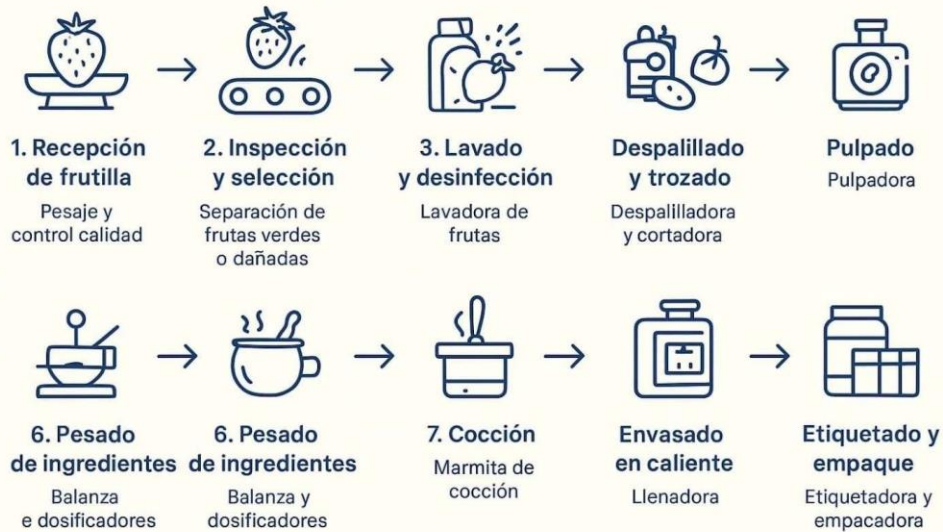 1. Recepción
de frutilla
Pesaje y
control calidad
2. Inspección
y selección
Separación de
frutas verdes
o dañadas
3. Lavado
y desinfección
Lavadora de
frutas
Despalillado
y trozado
Despalilladora
y cortadora
Pulpado
Pulpadora
6. Pesado
de ingredientes
Balanza
e dosificadores
6. Pesado
de ingredientes
Balanza y
dosificadores
7. Cocción
Marmita de
cocción
Envasado
en caliente
Llenadora
Etiquetado y
empaque
Etiquetadora y
empacadora